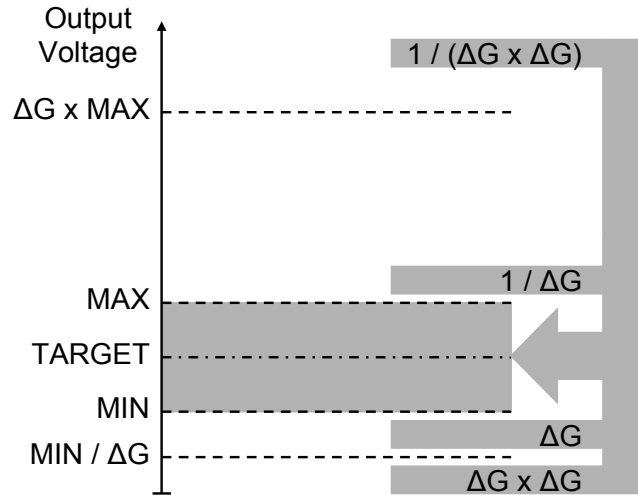 Output
Voltage
1 / (ΔG x ΔG)
ΔG x MAX
1 / ΔG
MAX
TARGET
MIN
ΔG
MIN / ΔG
ΔG x ΔG